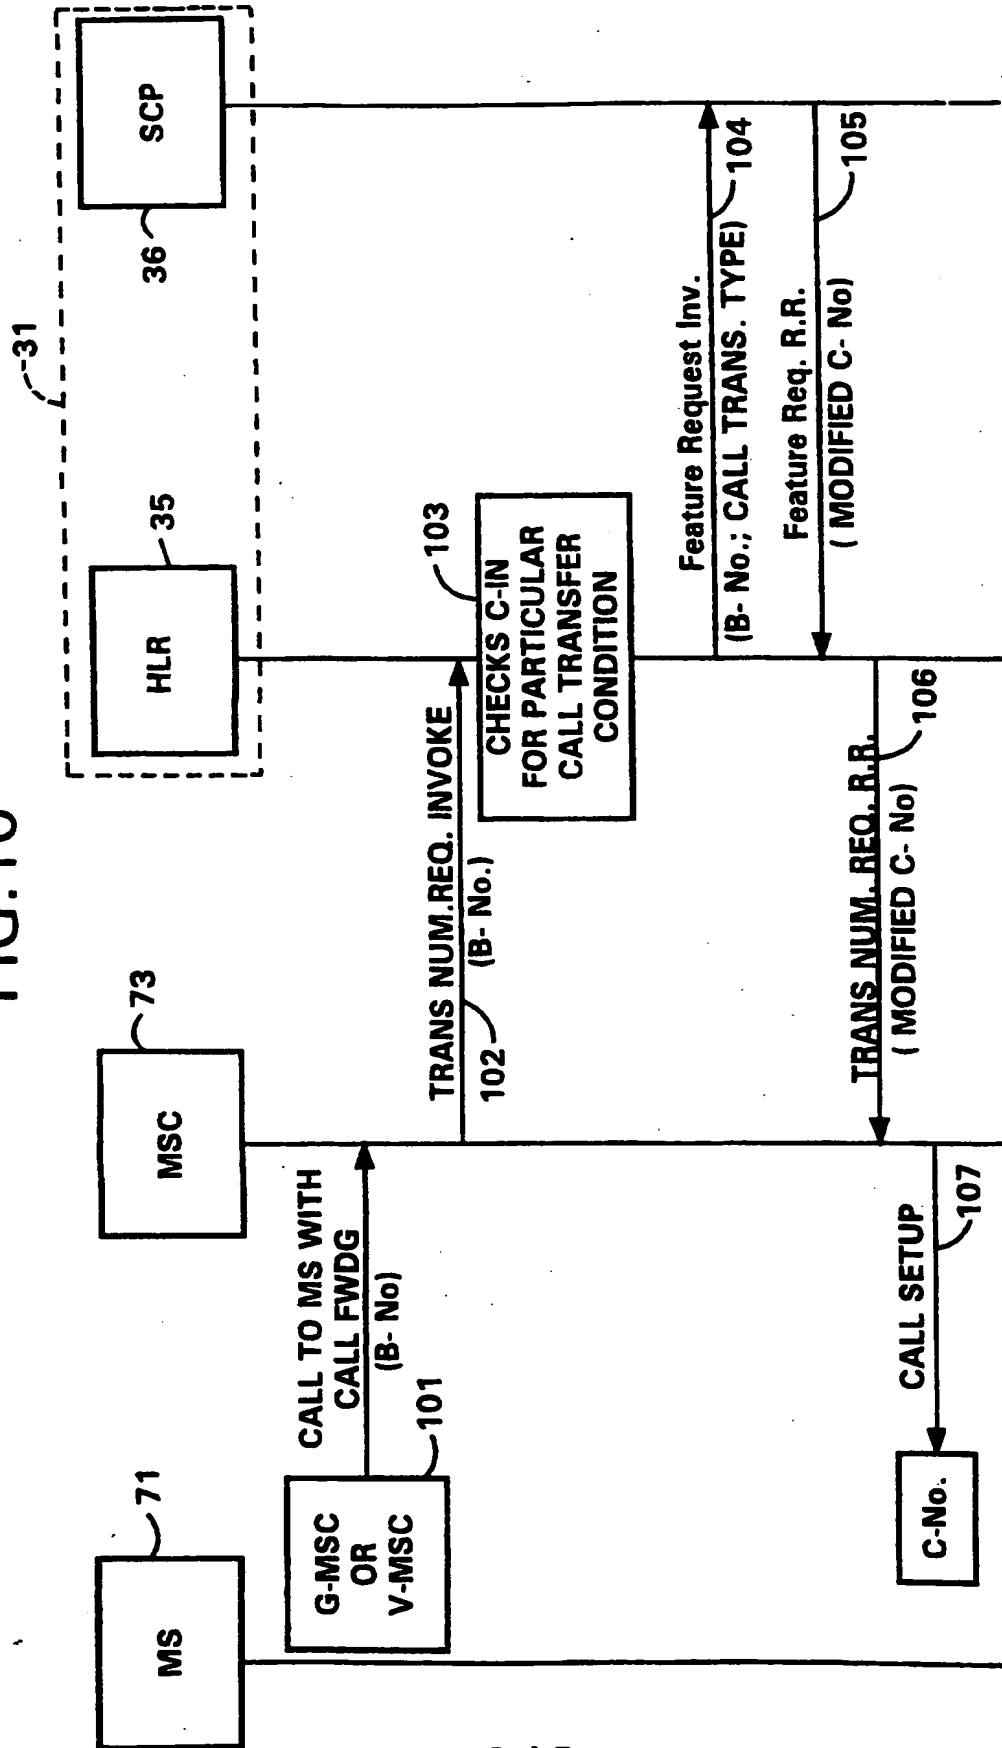 MS
71
MSC
73
HLR
35
SCP
36
31
G-MSC
OR
V-MSC
101
CALL TO MS WITH
CALL FWDG
(B- No)
TRANS NUM.REQ. INVOKE
(B- No.)
102
CHECKS C-IN
FOR PARTICULAR
CALL TRANSFER
CONDITION
103
Feature Request Inv.
(B- No.; CALL TRANS. TYPE)
104
Feature Req. R.R.
( MODIFIED C- No)
105
TRANS NUM. REQ. R.R.
( MODIFIED C- No)
106
CALL SETUP
107
C-No.